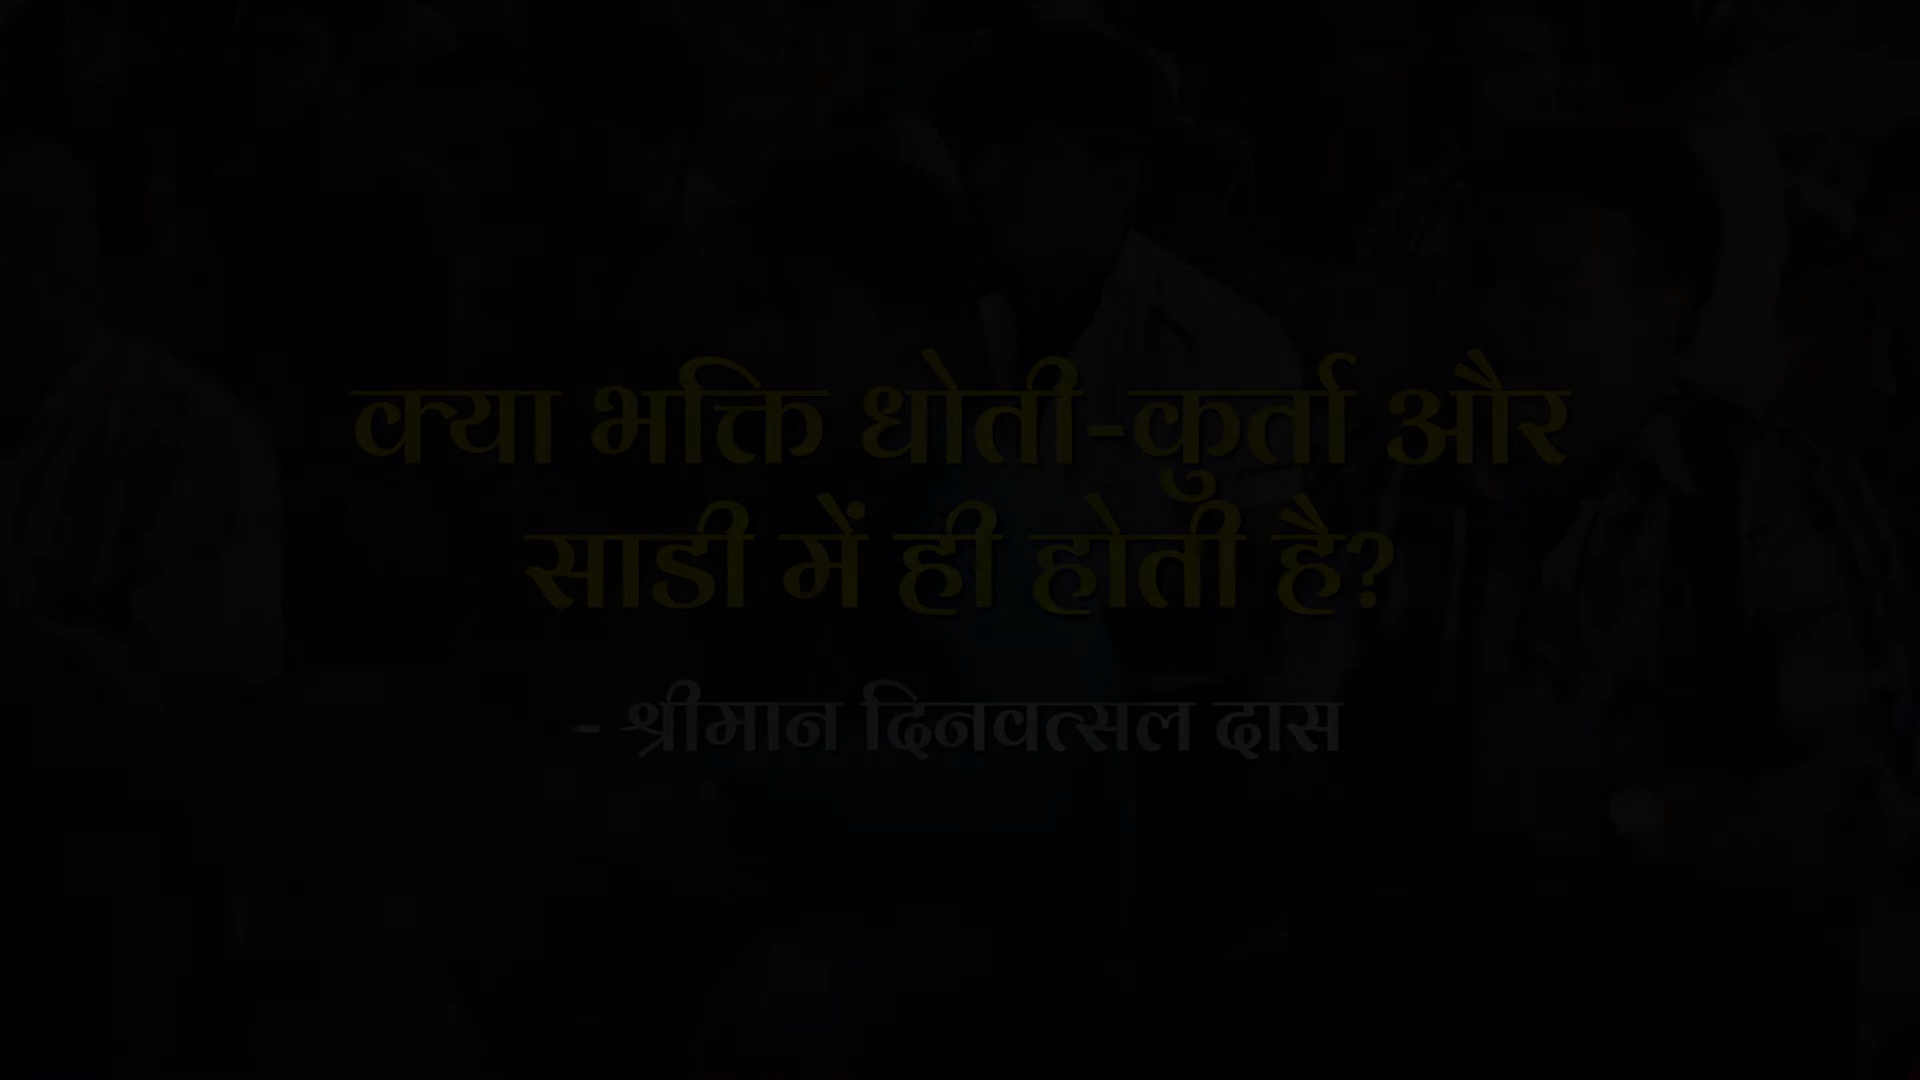 क्या भक्ति धोती-कुर्ता और
साडी में ही होती है?
- श्रीमान दिनवत्सल दास